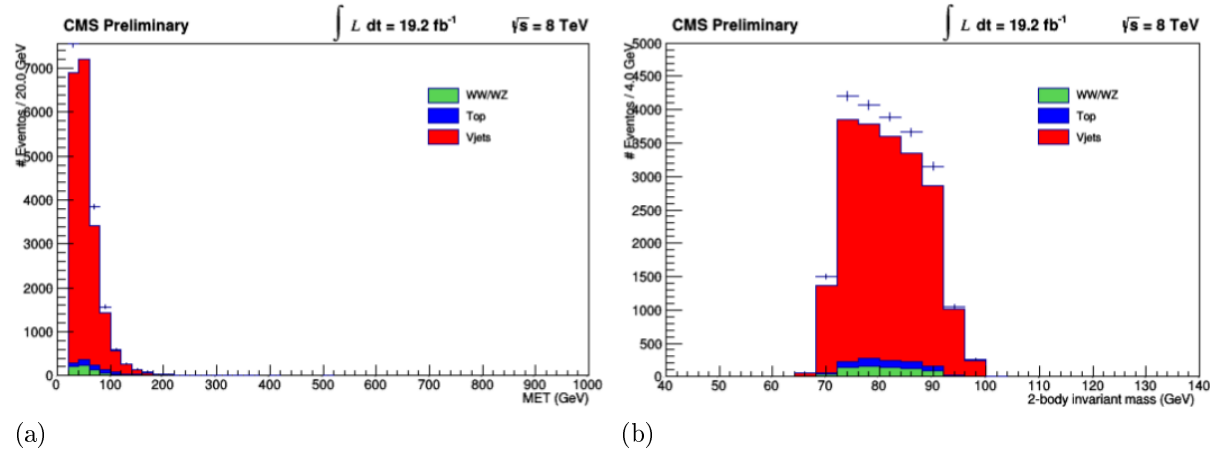 CMS Preliminary ∫ L dt = 19.2 fb⁻¹ √s = 8 TeV
# Eventos / 20.0 GeV
7000
6000
5000
4000
3000
2000
1000
0
WW/WZ
Top
Vjets
0 100 200 300 400 500 600 700 800 900 1000
MET (GeV)
(a)
CMS Preliminary ∫ L dt = 19.2 fb⁻¹ √s = 8 TeV
# Eventos / 4.0 GeV
5000
4500
4000
3500
3000
2500
2000
1500
1000
500
0
WW/WZ
Top
Vjets
40 50 60 70 80 90 100 110 120 130 140
2-body invariant mass (GeV)
(b)